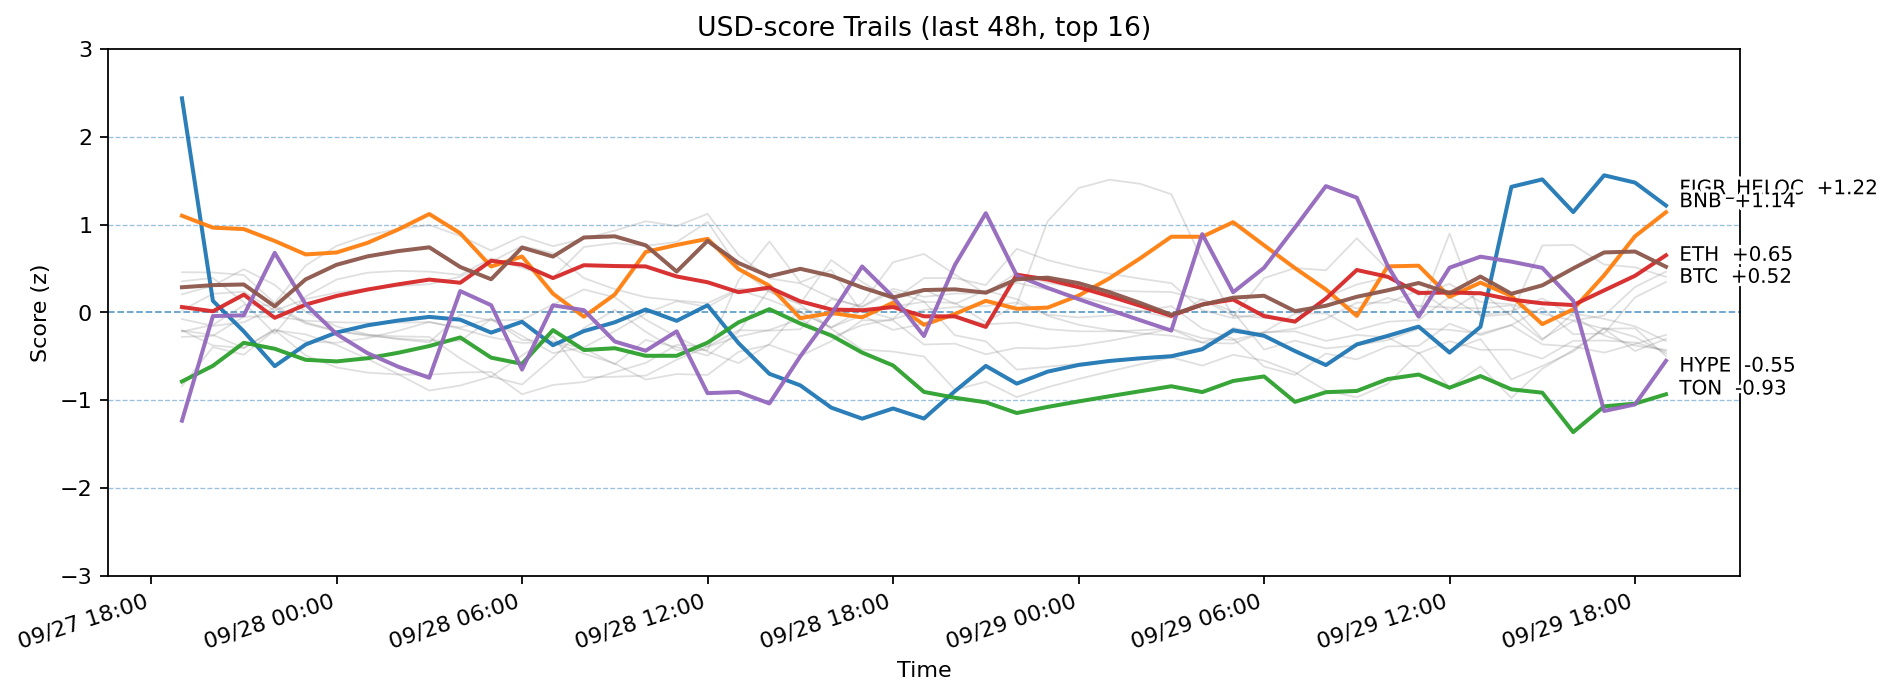 USD-score Trails (last 48h, top 16)
Score (z)
3
2
1
0
−1
−2
−3
FIGR_HELOC +1.22
BNB +1.14
ETH +0.65
BTC +0.52
HYPE -0.55
TON -0.93
09/27 18:00
09/28 00:00
09/28 06:00
09/28 12:00
09/28 18:00
09/29 00:00
09/29 06:00
09/29 12:00
09/29 18:00
Time